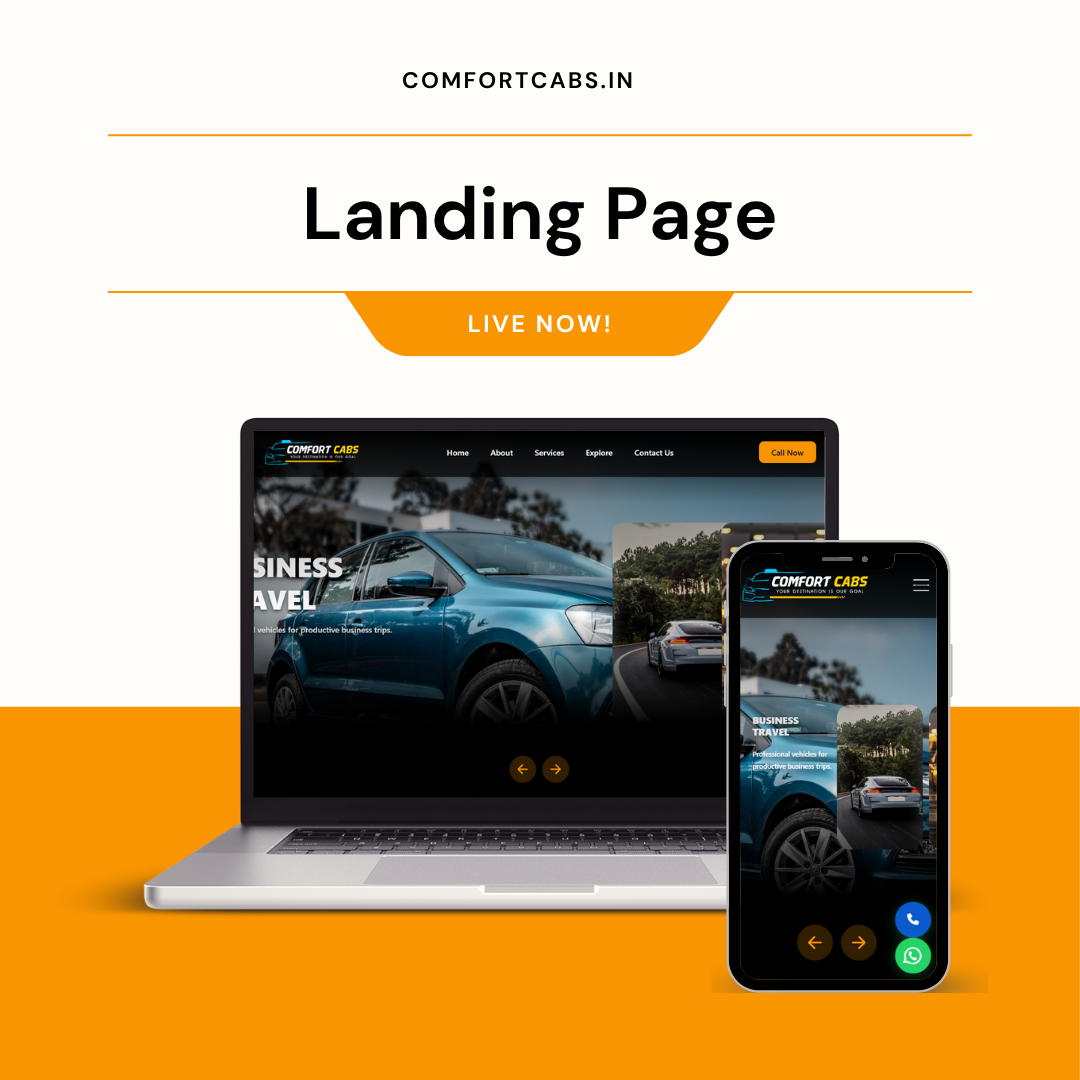 COMFORTCABS.IN
Landing Page
LIVE NOW!
COMFORT CABS
YOUR DESTINATION IS OUR GOAL
Home About Services Explore Contact Us
Call Now
SINESS
AVEL
vehicles for productive business trips.
COMFORT CABS
YOUR DESTINATION IS OUR GOAL
BUSINESS
TRAVEL
Professional vehicles for
productive business trips.